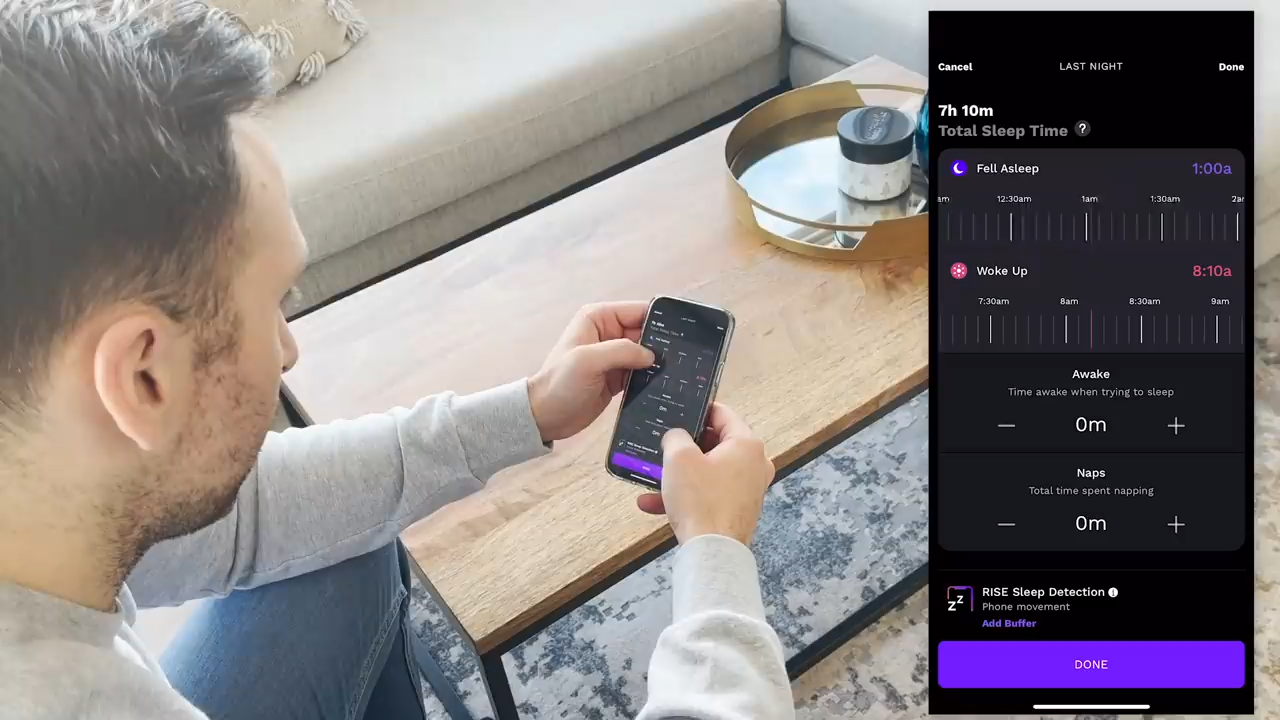 Cancel LAST NIGHT Done
7h 10m
Total Sleep Time ?
Fell Asleep 1:00a
12:30am 1am 1:30am
Woke Up 8:10a
7:30am 8am 8:30am 9am
Awake
Time awake when trying to sleep
— 0m +
Naps
Total time spent napping
— 0m +
zz RISE Sleep Detection
Phone movement
Add Buffer
DONE